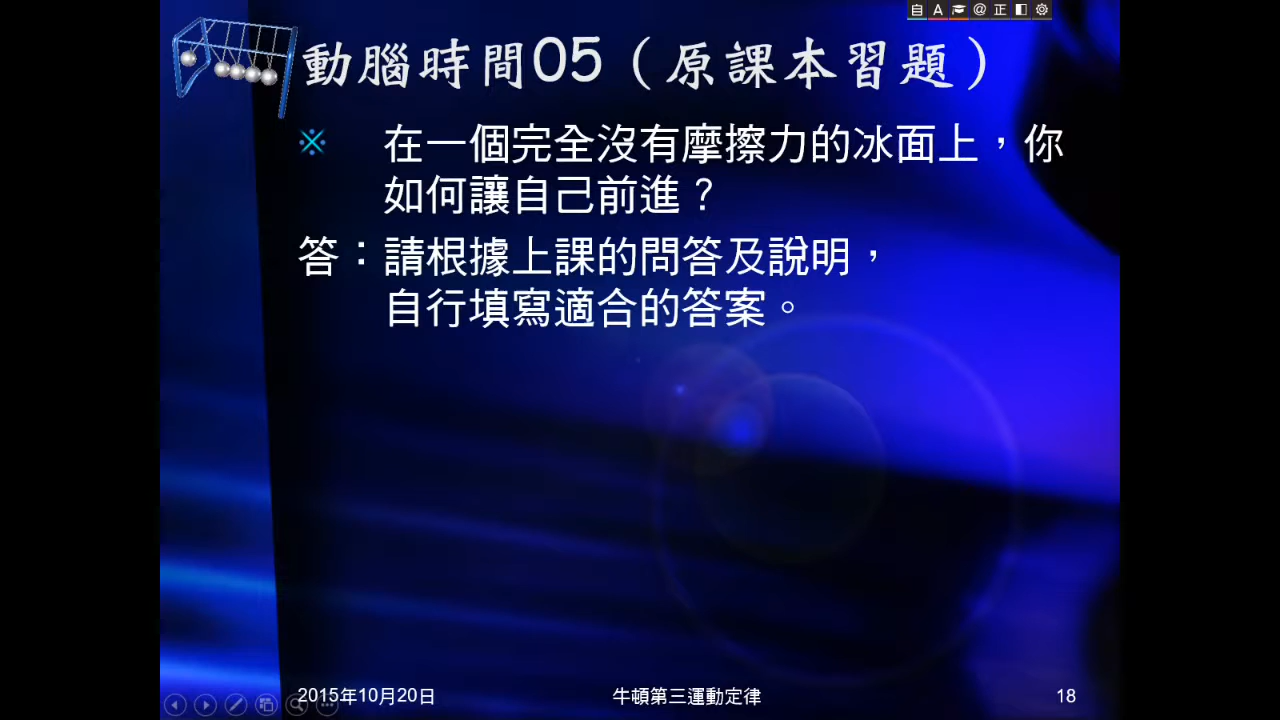 自 A @ 正
動腦時間05（原課本習題）
※ 在一個完全沒有摩擦力的冰面上，你
如何讓自己前進？
答：請根據上課的問答及說明，
自行填寫適合的答案。
2015年10月20日 牛頓第三運動定律 18